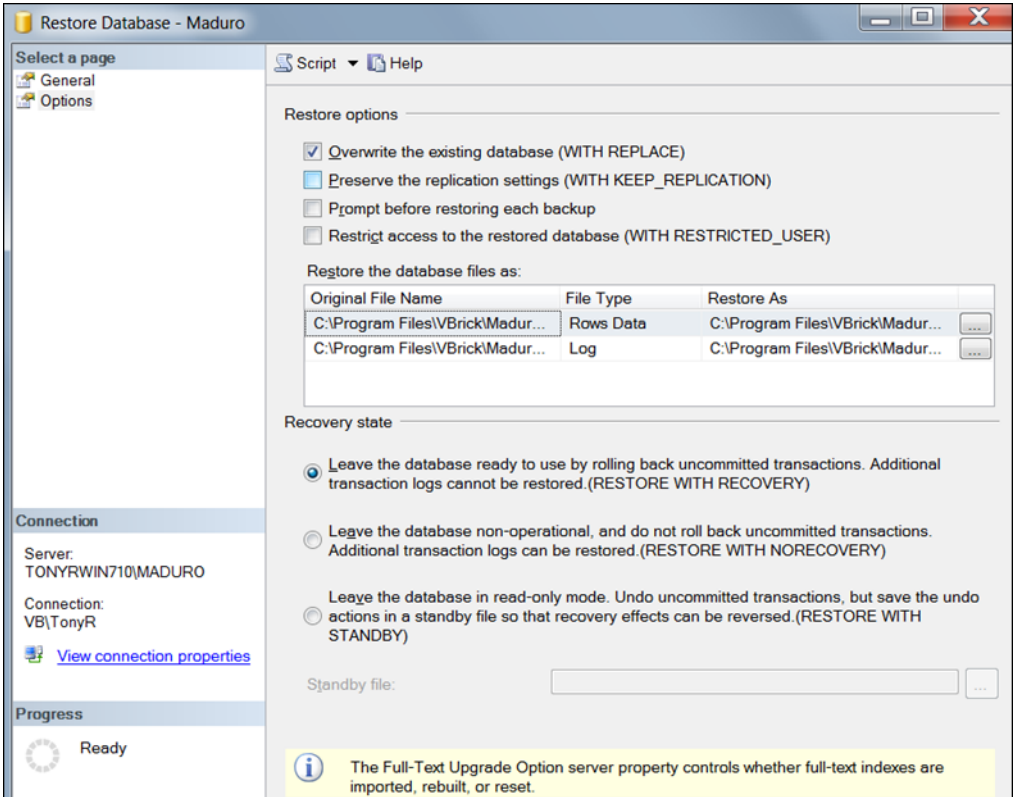 Restore Database - Maduro
Select a page
General
Options
Script
Help
Restore options
Overwrite the existing database (WITH REPLACE)
Preserve the replication settings (WITH KEEP_REPLICATION)
Prompt before restoring each backup
Restrict access to the restored database (WITH RESTRICTED_USER)
Restore the database files as:
Original File Name File Type Restore As
C:\Program Files\VBrick\Madur... Rows Data C:\Program Files\VBrick\Madur... ...
C:\Program Files\VBrick\Madur... Log C:\Program Files\VBrick\Madur... ...
Recovery state
Leave the database ready to use by rolling back uncommitted transactions. Additional
transaction logs cannot be restored.(RESTORE WITH RECOVERY)
Leave the database non-operational, and do not roll back uncommitted transactions.
Additional transaction logs can be restored.(RESTORE WITH NORECOVERY)
Leave the database in read-only mode. Undo uncommitted transactions, but save the undo
actions in a standby file so that recovery effects can be reversed.(RESTORE WITH
STANDBY)
Standby file: ...
Connection
Server:
TONYRWIN710\MADURO
Connection:
VB\TonyR
View connection properties
Progress
Ready
The Full-Text Upgrade Option server property controls whether full-text indexes are
imported, rebuilt, or reset.